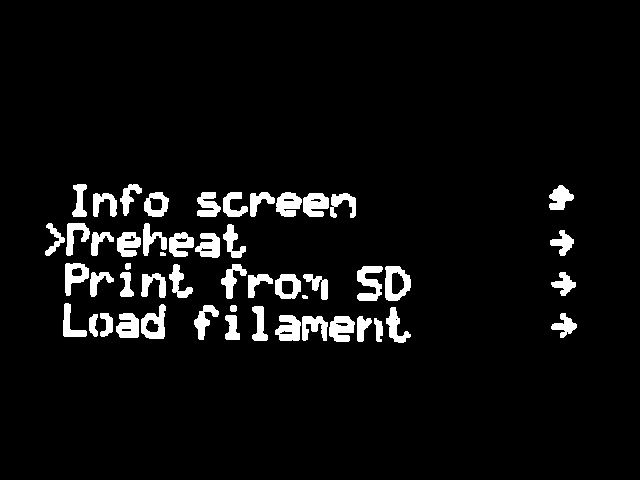 Info screen ⬏
>Preheat →
Print from SD →
Load filament →